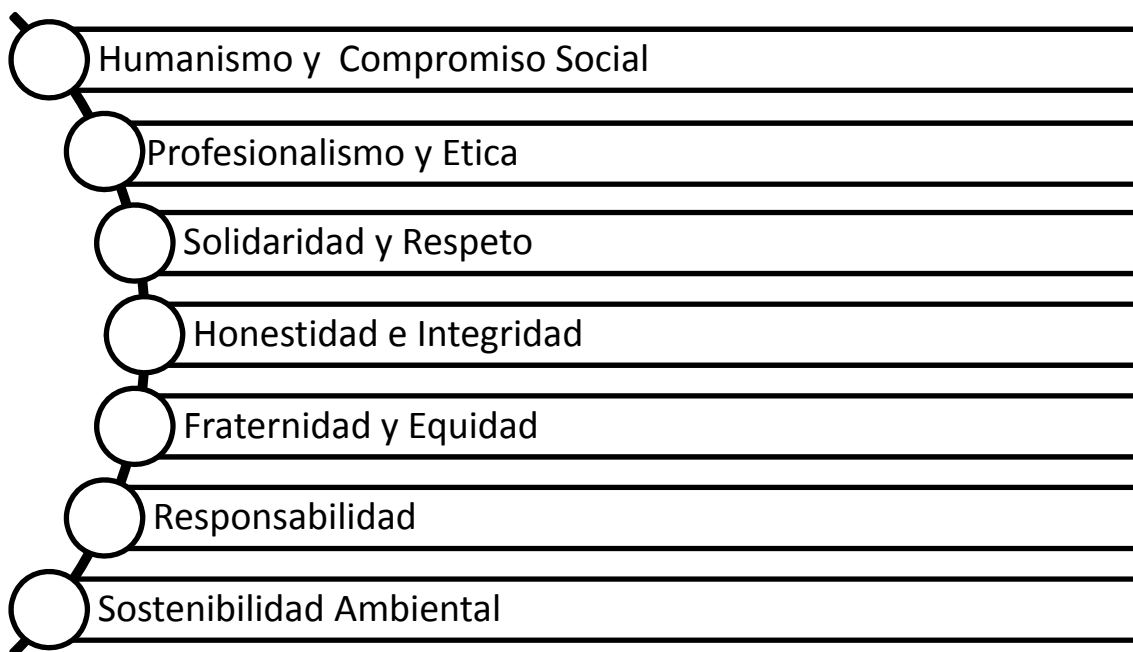 Humanismo y  Compromiso Social
Profesionalismo y Etica
Solidaridad y Respeto
Honestidad e Integridad
Fraternidad y Equidad
Responsabilidad
Sostenibilidad Ambiental